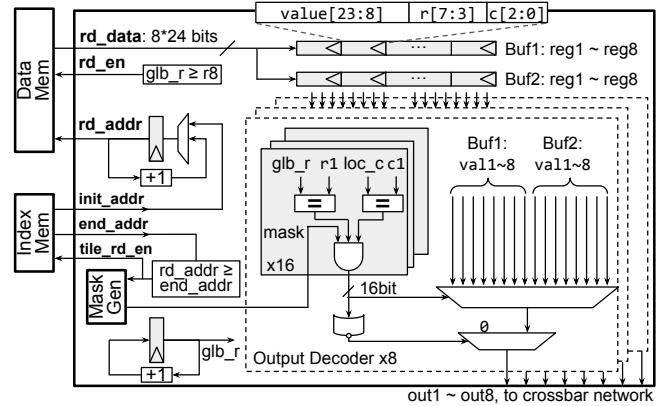 value[23:8] r[7:3] c[2:0]
rd_data: 8*24 bits
... Buf1: reg1 ~ reg8
rd_en
glb_r ≥ r8
... Buf2: reg1 ~ reg8
Data Mem
rd_addr
+1
Buf1: val1~8
Buf2: val1~8
glb_r r1 loc_c c1
= =
mask
x16
init_addr
end_addr
tile_rd_en
Index Mem
rd_addr ≥ end_addr
Mask Gen
16bit
0
glb_r
+1
Output Decoder x8
out1 ~ out8, to crossbar network